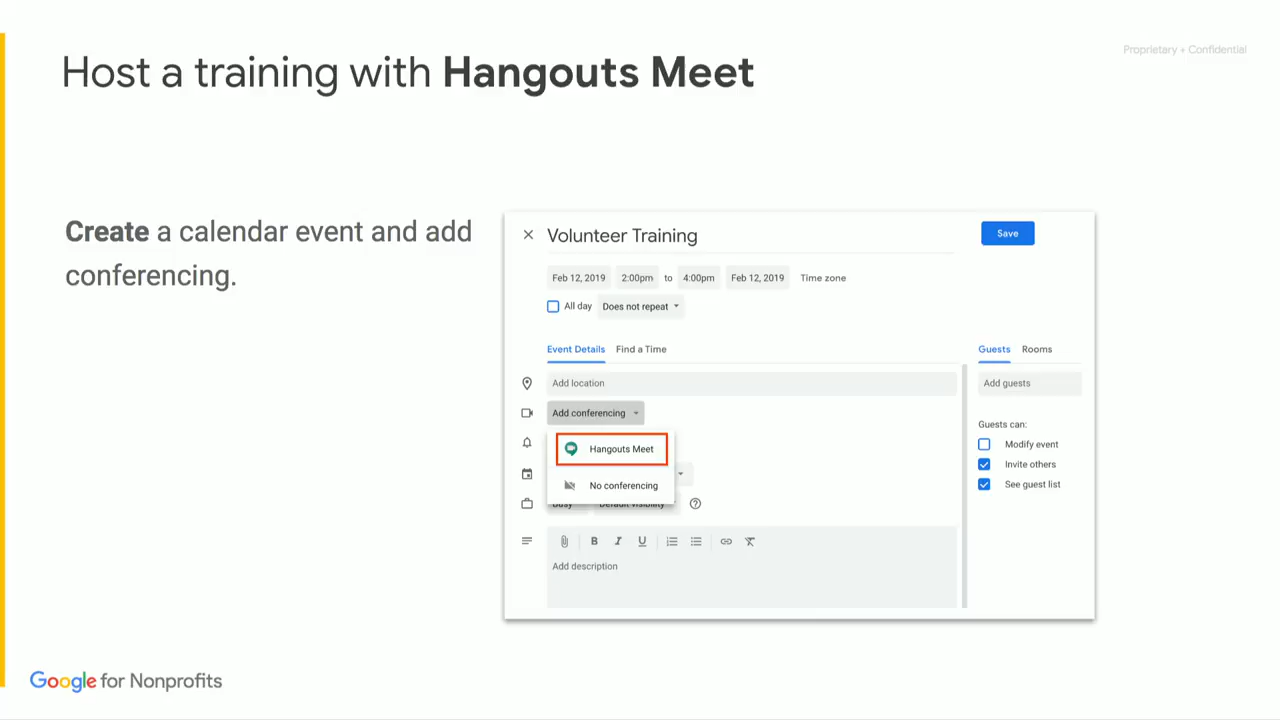 Proprietary + Confidential
Host a training with Hangouts Meet
Create a calendar event and add
conferencing.
Volunteer Training
Save
Feb 12, 2019 2:00pm to 4:00pm Feb 12, 2019 Time zone
All day Does not repeat
Event Details Find a Time
Guests Rooms
Add location
Add guests
Add conferencing
Guests can:
Hangouts Meet
Modify event
Invite others
No conferencing
See guest list
Busy Default visibility
B I U
Add description
Google for Nonprofits